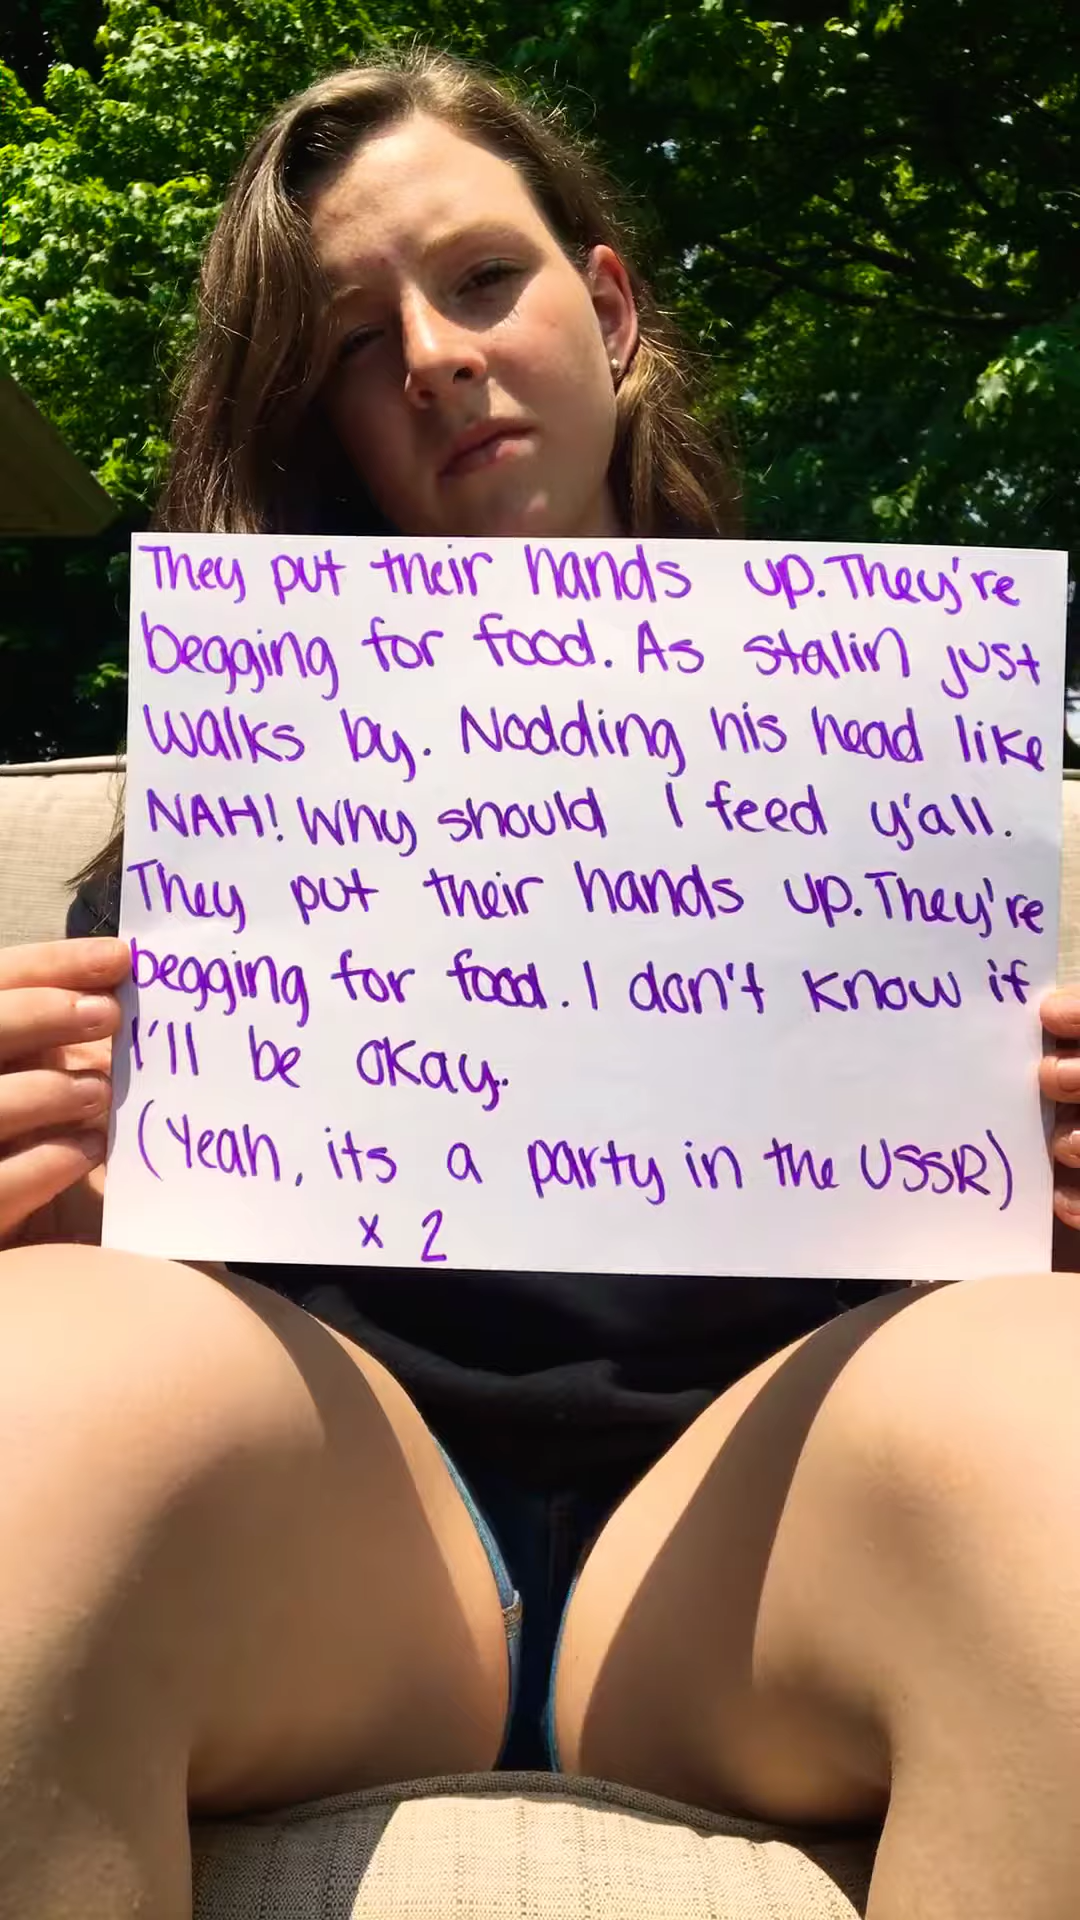 They put their hands up. They're
begging for food. As stalin just
walks by. Nodding his head like
NAH! Why should I feed y'all.
They put their hands up. They're
begging for food. I don't know if
I'll be okay.
(Yeah, its a party in the USSR)
x 2